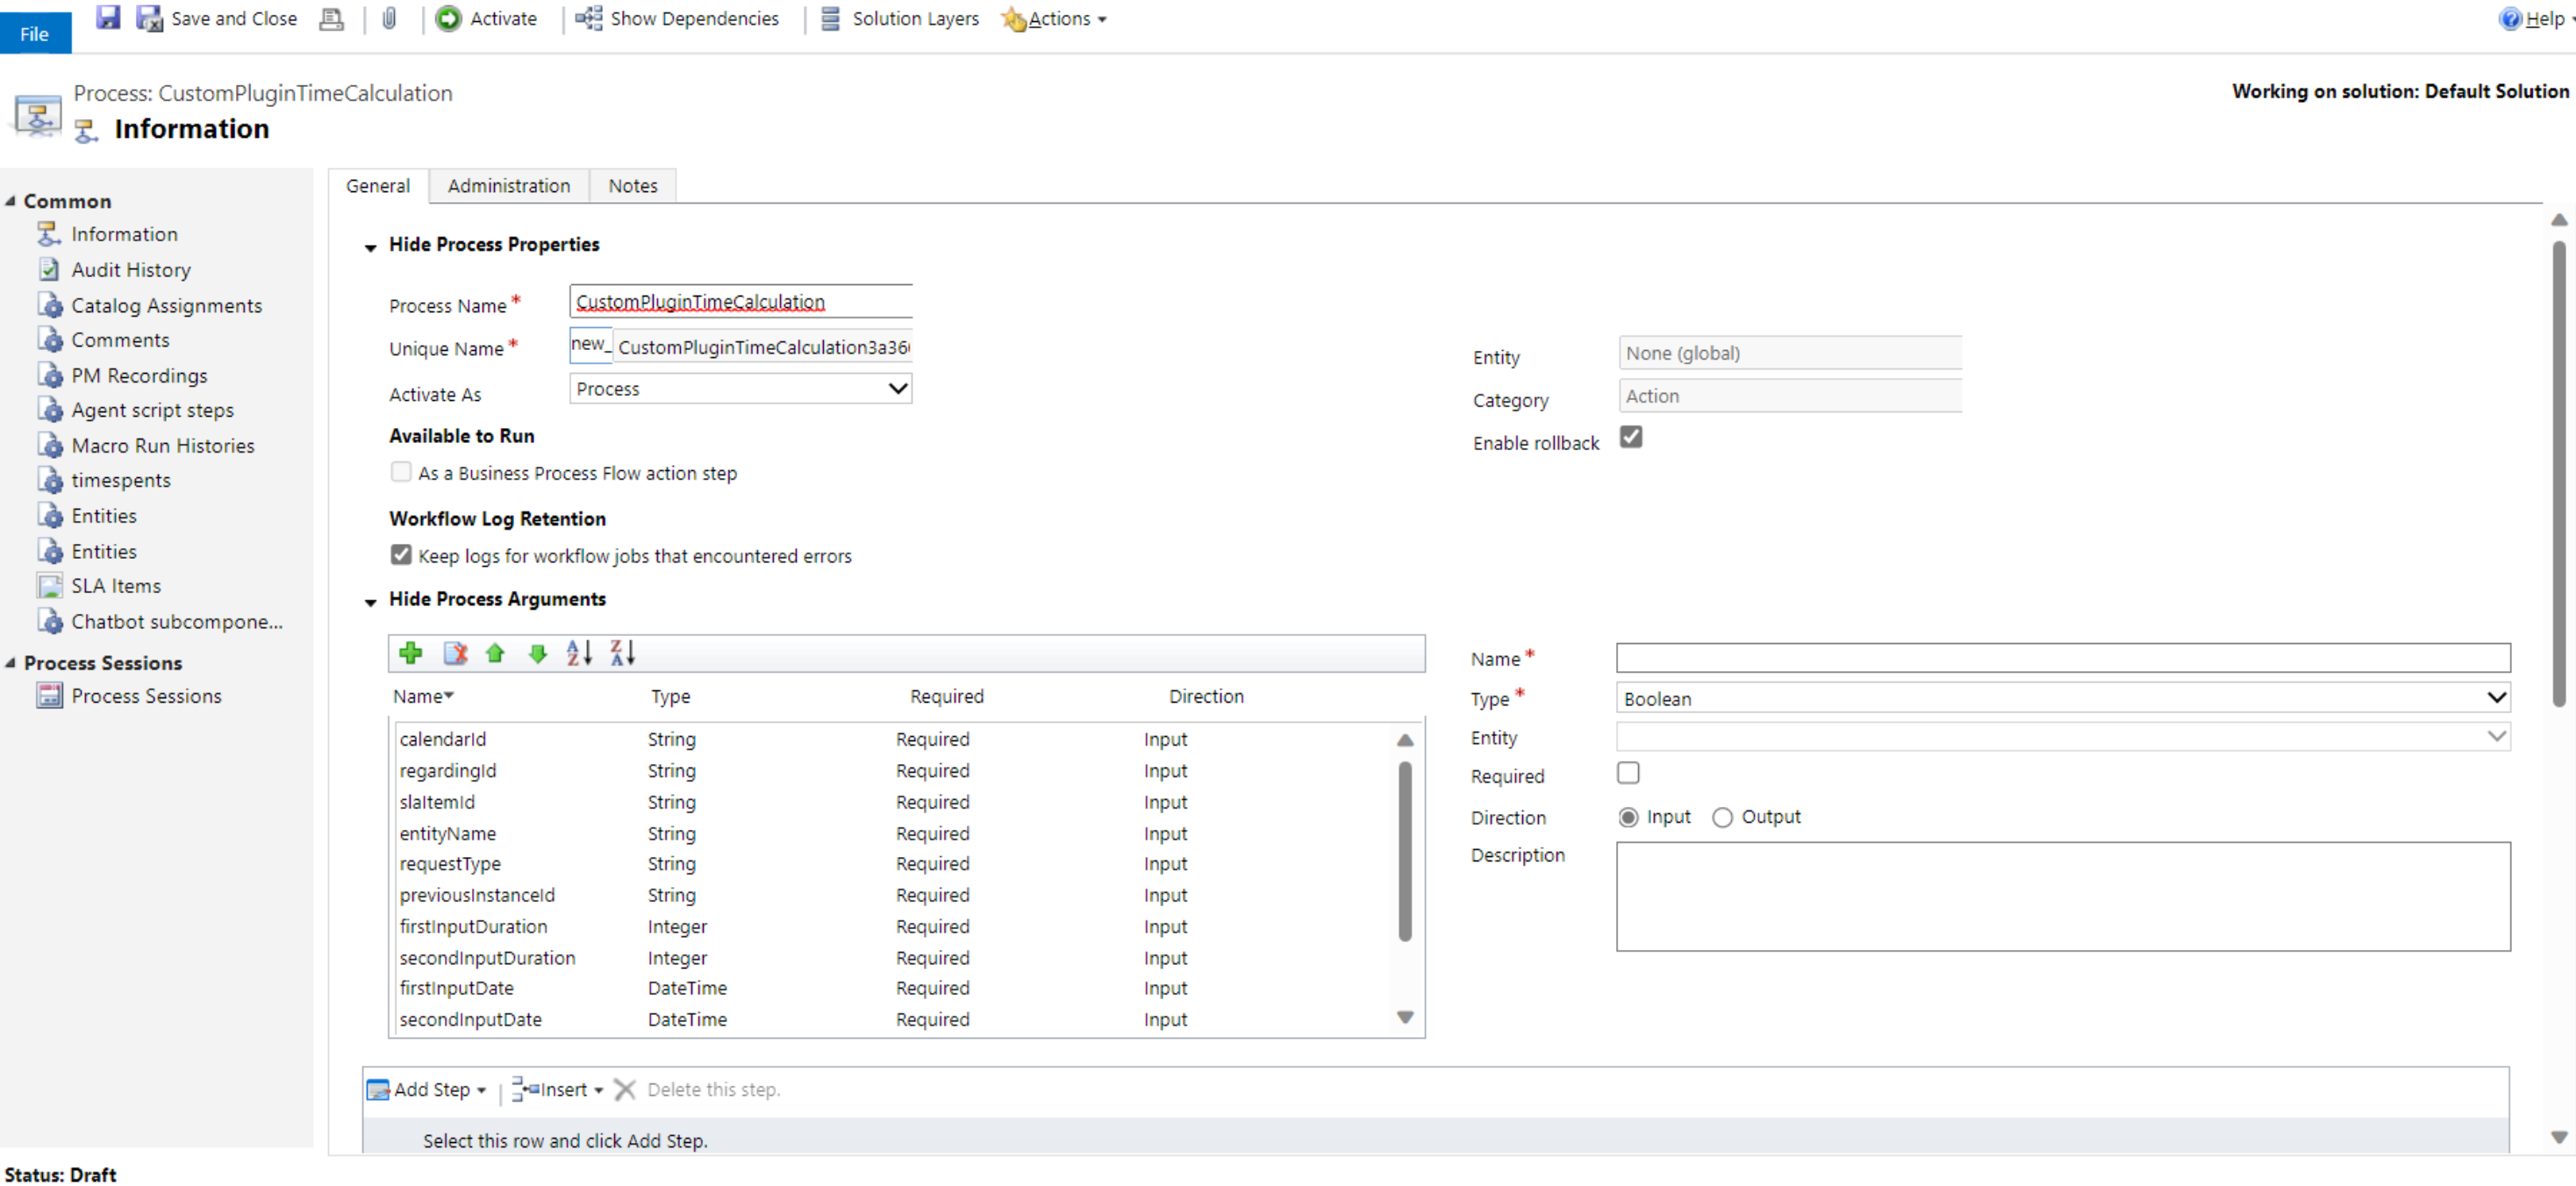 File
Save and Close
Activate
Show Dependencies
Solution Layers
Actions
Help
Process: CustomPluginTimeCalculation
Information
Working on solution: Default Solution
Common
Information
Audit History
Catalog Assignments
Comments
PM Recordings
Agent script steps
Macro Run Histories
timespents
Entities
Entities
SLA Items
Chatbot subcompone...
Process Sessions
Process Sessions
General Administration Notes
Hide Process Properties
Process Name * CustomPluginTimeCalculation
Unique Name * new_ CustomPluginTimeCalculation3a36
Activate As Process
Entity None (global)
Category Action
Enable rollback
Available to Run
As a Business Process Flow action step
Workflow Log Retention
Keep logs for workflow jobs that encountered errors
Hide Process Arguments
Name Type Required Direction
calendarId String Required Input
regardingId String Required Input
slaItemId String Required Input
entityName String Required Input
requestType String Required Input
previousInstanceId String Required Input
firstInputDuration Integer Required Input
secondInputDuration Integer Required Input
firstInputDate DateTime Required Input
secondInputDate DateTime Required Input
Name *
Type * Boolean
Entity
Required
Direction Input Output
Description
Add Step Insert Delete this step.
Select this row and click Add Step.
Status: Draft